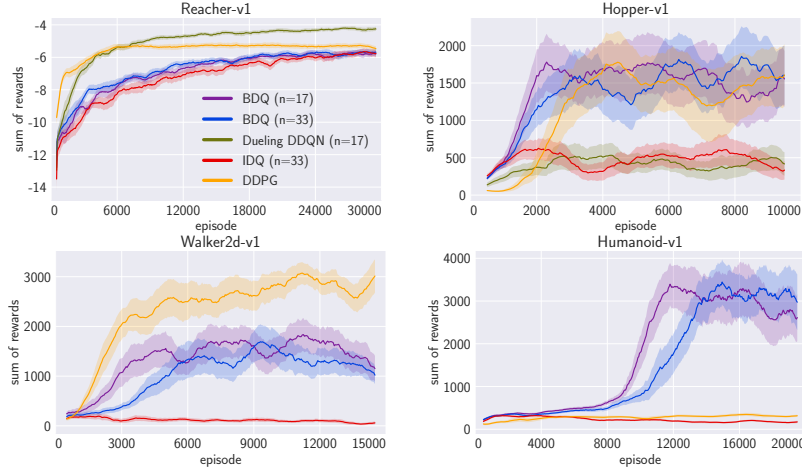 Reacher-v1
sum of rewards
-4
-6
-8
-10
-12
-14
BDQ (n=17)
BDQ (n=33)
Dueling DDQN (n=17)
IDQ (n=33)
DDPG
0 6000 12000 18000 24000 30000
episode
Hopper-v1
sum of rewards
2000
1500
1000
500
0
0 2000 4000 6000 8000 10000
episode
Walker2d-v1
sum of rewards
3000
2000
1000
0
0 3000 6000 9000 12000 15000
episode
Humanoid-v1
sum of rewards
4000
3000
2000
1000
0
0 4000 8000 12000 16000 20000
episode